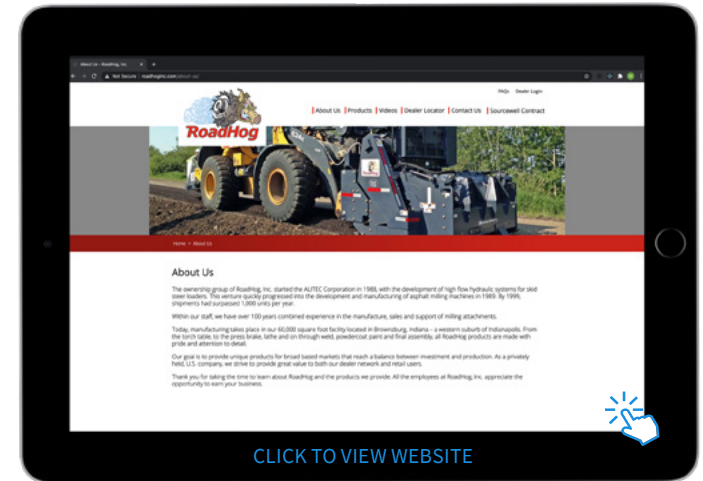 About Us - RoadHog, Inc.
Not Secure | roadhoginc.com/about-us/
FAQs Dealer Login
RoadHog
About Us Products Videos Dealer Locator Contact Us Sourcewell Contract
Home > About Us
About Us
The ownership group of RoadHog, Inc. started the ALITEC Corporation in 1988, with the development of high flow hydraulic systems for skid
steer loaders. This venture quickly progressed into the development and manufacturing of asphalt milling machines in 1989. By 1999,
shipments had surpassed 1,000 units per year.
Within our staff, we have over 100 years combined experience in the manufacture, sales and support of milling attachments.
Today, manufacturing takes place in our 60,000 square foot facility located in Brownsburg, Indiana – a western suburb of Indianapolis. From
the torch table, to the press brake, lathe and on through weld, powdercoat paint and final assembly, all RoadHog products are made with
pride and attention to detail.
Our goal is to provide unique products for broad based markets that reach a balance between investment and production. As a privately
held, U.S. company, we strive to provide great value to both our dealer network and retail users.
Thank you for taking the time to learn about RoadHog and the products we provide. All the employees at RoadHog, Inc. appreciate the
opportunity to earn your business.
CLICK TO VIEW WEBSITE